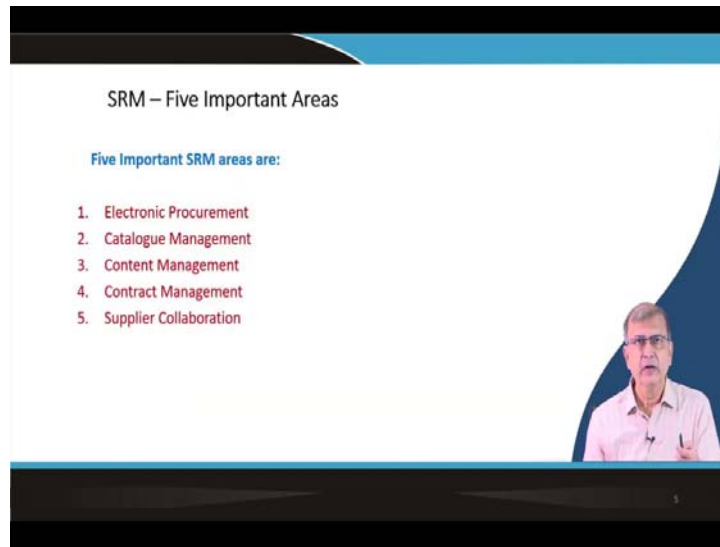 SRM – Five Important Areas
Five Important SRM areas are:
1. Electronic Procurement
2. Catalogue Management
3. Content Management
4. Contract Management
5. Supplier Collaboration
5